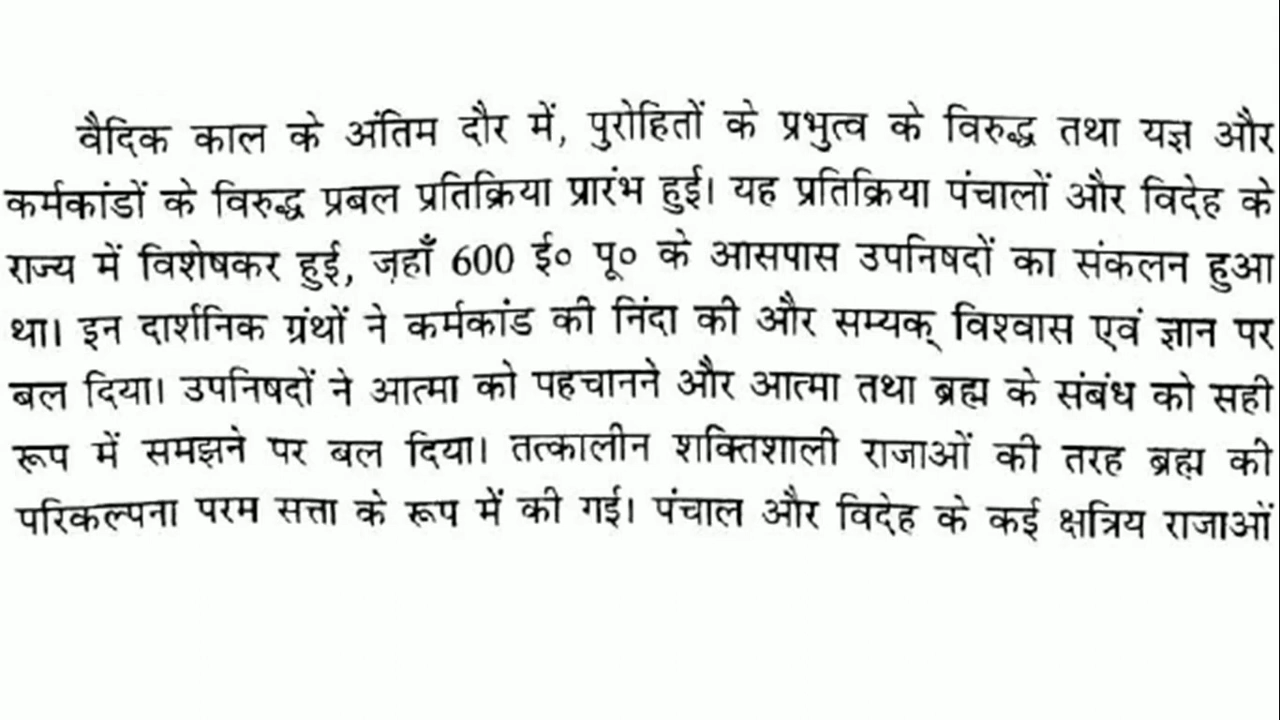 वैदिक काल के अंतिम दौर में, पुरोहितों के प्रभुत्व के विरुद्ध तथा यज्ञ और
कर्मकांडों के विरुद्ध प्रबल प्रतिक्रिया प्रारंभ हुई। यह प्रतिक्रिया पंचालों और विदेह के
राज्य में विशेषकर हुई, ज़हाँ 600 ई० पू० के आसपास उपनिषदों का संकलन हुआ
था। इन दार्शनिक ग्रंथों ने कर्मकांड की निंदा की और सम्यक् विश्वास एवं ज्ञान पर
बल दिया। उपनिषदों ने आत्मा को पहचानने और आत्मा तथा ब्रह्म के संबंध को सही
रूप में समझने पर बल दिया। तत्कालीन शक्तिशाली राजाओं की तरह ब्रह्म की
परिकल्पना परम सत्ता के रूप में की गई। पंचाल और विदेह के कई क्षत्रिय राजाओं